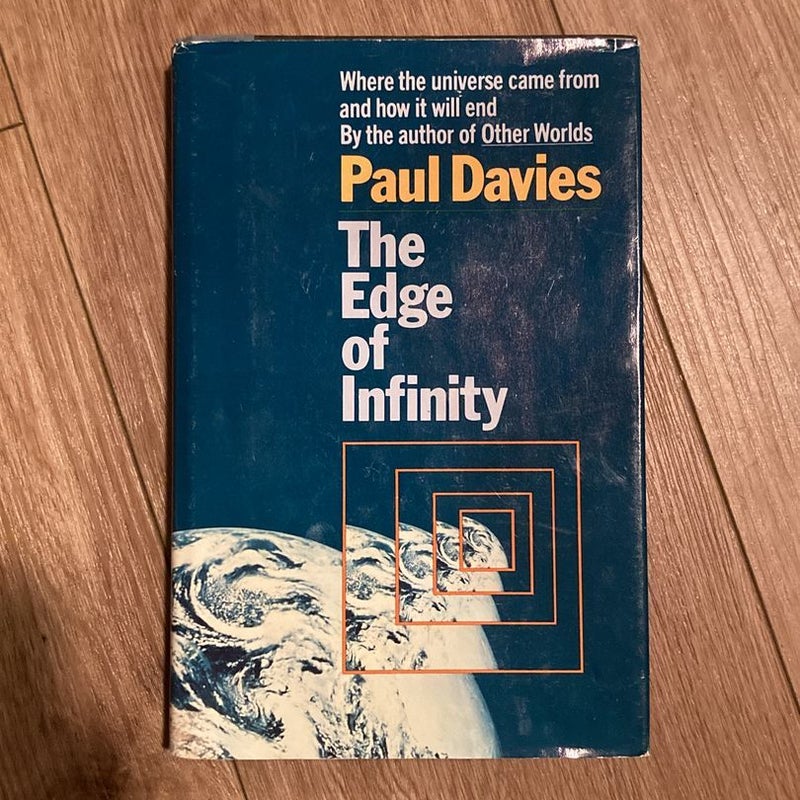 Where the universe came from
and how it will end
By the author of Other Worlds
Paul Davies
The
Edge
of
Infinity